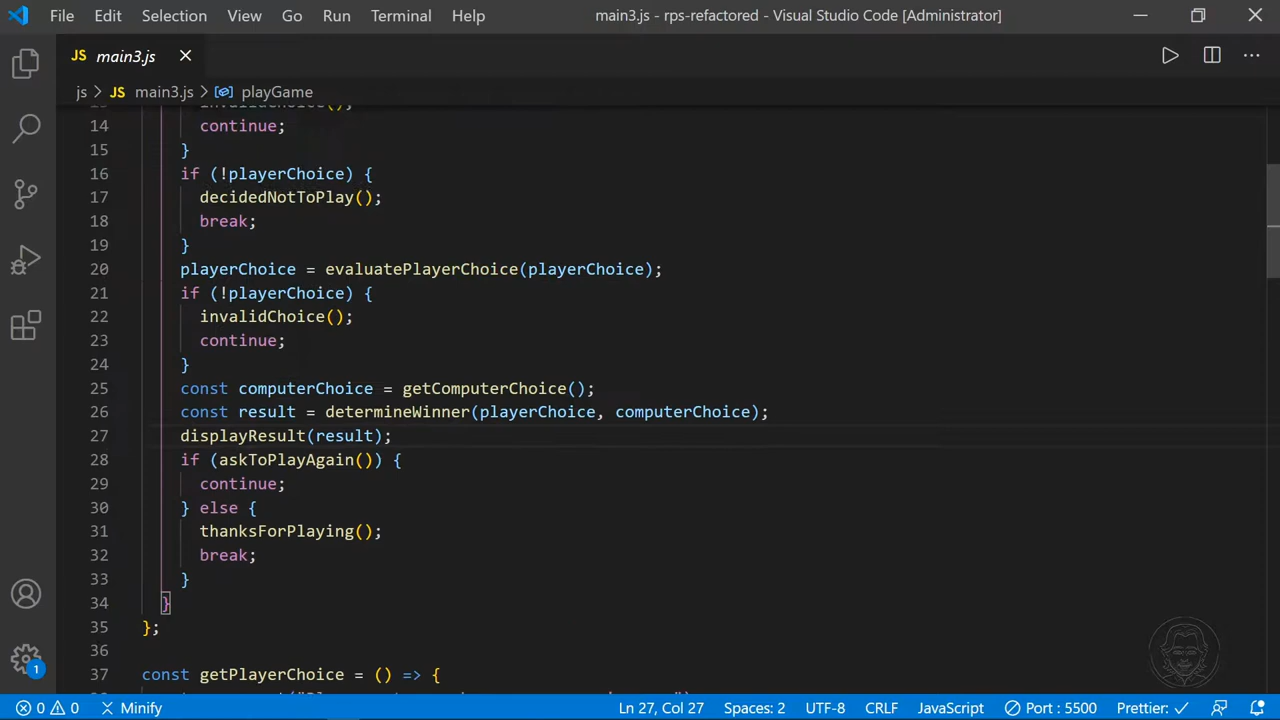 File Edit Selection View Go Run Terminal Help main3.js - rps-refactored - Visual Studio Code [Administrator]
JS main3.js
js > JS main3.js > playGame
14 continue;
15 }
16 if (!playerChoice) {
17 decidedNotToPlay();
18 break;
19 }
20 playerChoice = evaluatePlayerChoice(playerChoice);
21 if (!playerChoice) {
22 invalidChoice();
23 continue;
24 }
25 const computerChoice = getComputerChoice();
26 const result = determineWinner(playerChoice, computerChoice);
27 displayResult(result);
28 if (askToPlayAgain()) {
29 continue;
30 } else {
31 thanksForPlaying();
32 break;
33 }
34 }
35 };
36
37 const getPlayerChoice = () => {
1
0 0 Minify Ln 27, Col 27 Spaces: 2 UTF-8 CRLF JavaScript Port : 5500 Prettier: ✓